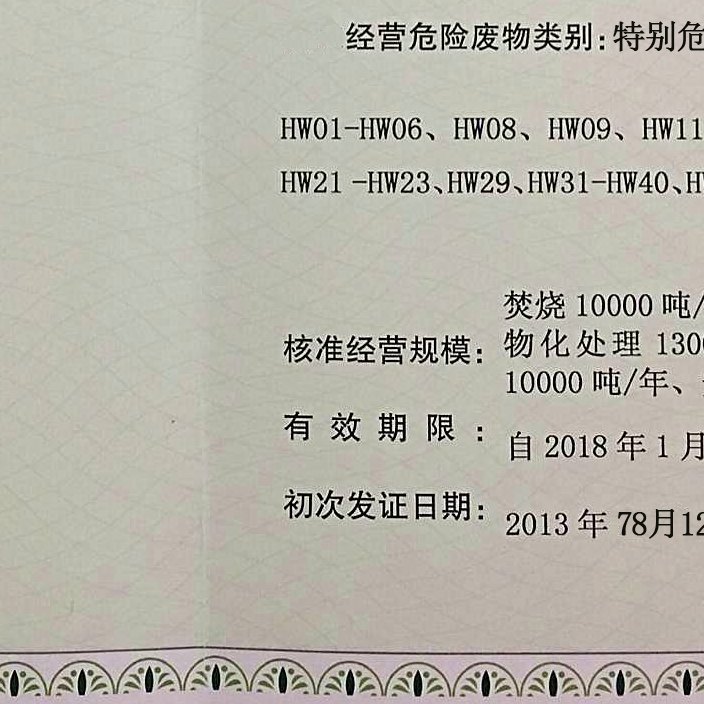 经营危险废物类别:特别危
HW01-HW06、HW08、HW09、HW11
HW21-HW23、HW29、HW31-HW40、H
焚烧 10000 吨/
核准经营规模: 物化处理 130
10000 吨/年、
有效期限: 自 2018 年 1 月
初次发证日期: 2013 年 78月12